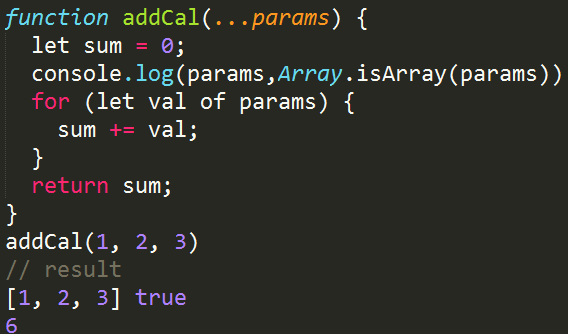 function addCal(...params) {
  let sum = 0;
  console.log(params,Array.isArray(params))
  for (let val of params) {
    sum += val;
  }
  return sum;
}
addCal(1, 2, 3)
// result
[1, 2, 3] true
6